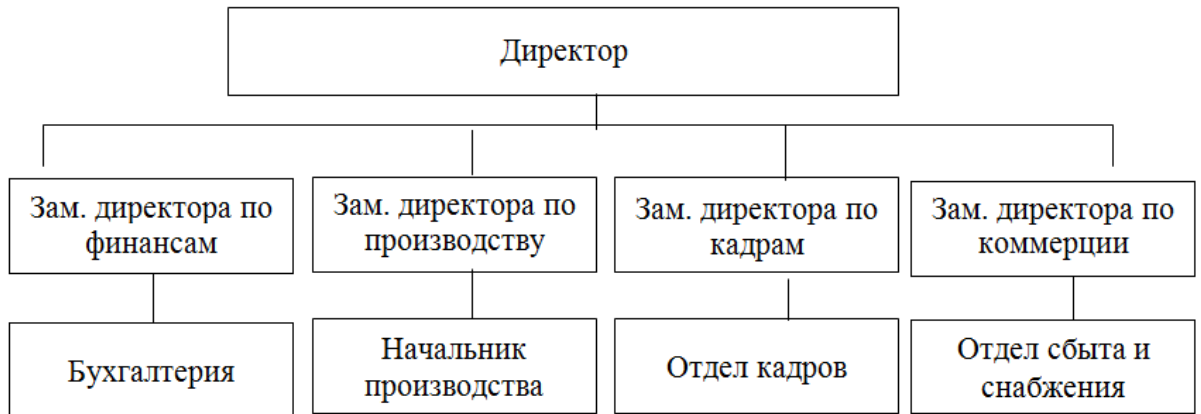 Директор
Зам. директора по
финансам
Зам. директора по
производству
Зам. директора по
кадрам
Зам. директора по
коммерции
Бухгалтерия
Начальник
производства
Отдел кадров
Отдел сбыта и
снабжения